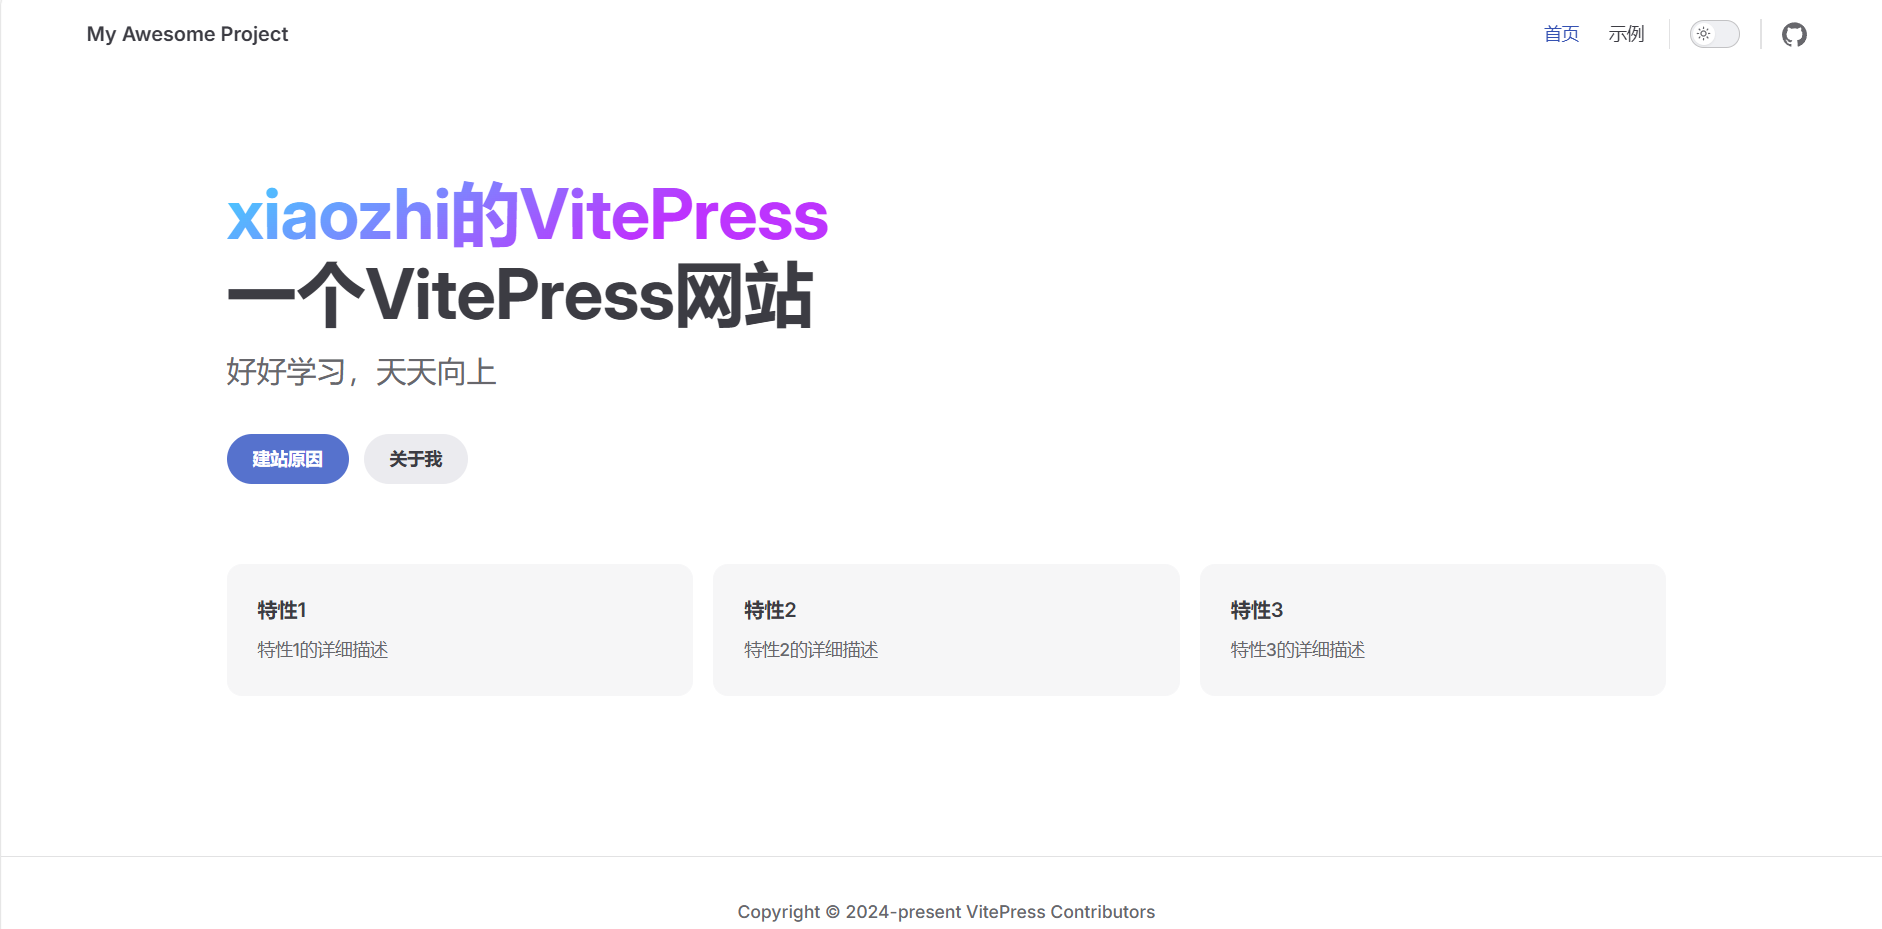 My Awesome Project
首页 示例
xiaozhi的VitePress
一个VitePress网站
好好学习，天天向上
建站原因 关于我
特性1
特性1的详细描述
特性2
特性2的详细描述
特性3
特性3的详细描述
Copyright © 2024-present VitePress Contributors